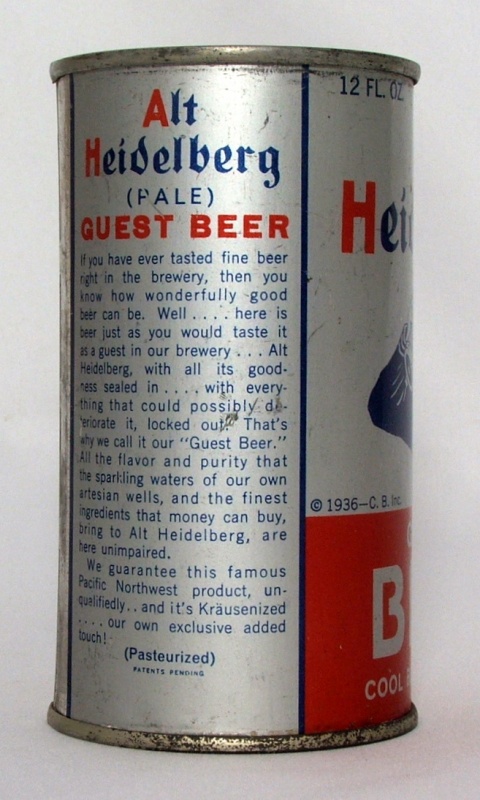 Alt
Heidelberg
(PALE)
GUEST BEER
If you have ever tasted fine beer
right in the brewery, then you
know how wonderfully good
beer can be. Well .... here is
beer just as you would taste it
as a guest in our brewery ... Alt
Heidelberg, with all its good-
ness sealed in .... with every-
thing that could possibly de-
teriorate it, locked out. That's
why we call it our "Guest Beer."
All the flavor and purity that
the sparkling waters of our own
artesian wells, and the finest
ingredients that money can buy,
bring to Alt Heidelberg, are
here unimpaired.
We guarantee this famous
Pacific Northwest product, un-
qualifiedly.. and it's Kräusenized
.... our own exclusive added
touch!
(Pasteurized)
PATENTS PENDING
12 FL. OZ
Hei
© 1936—C. B. Inc.
B
COOL